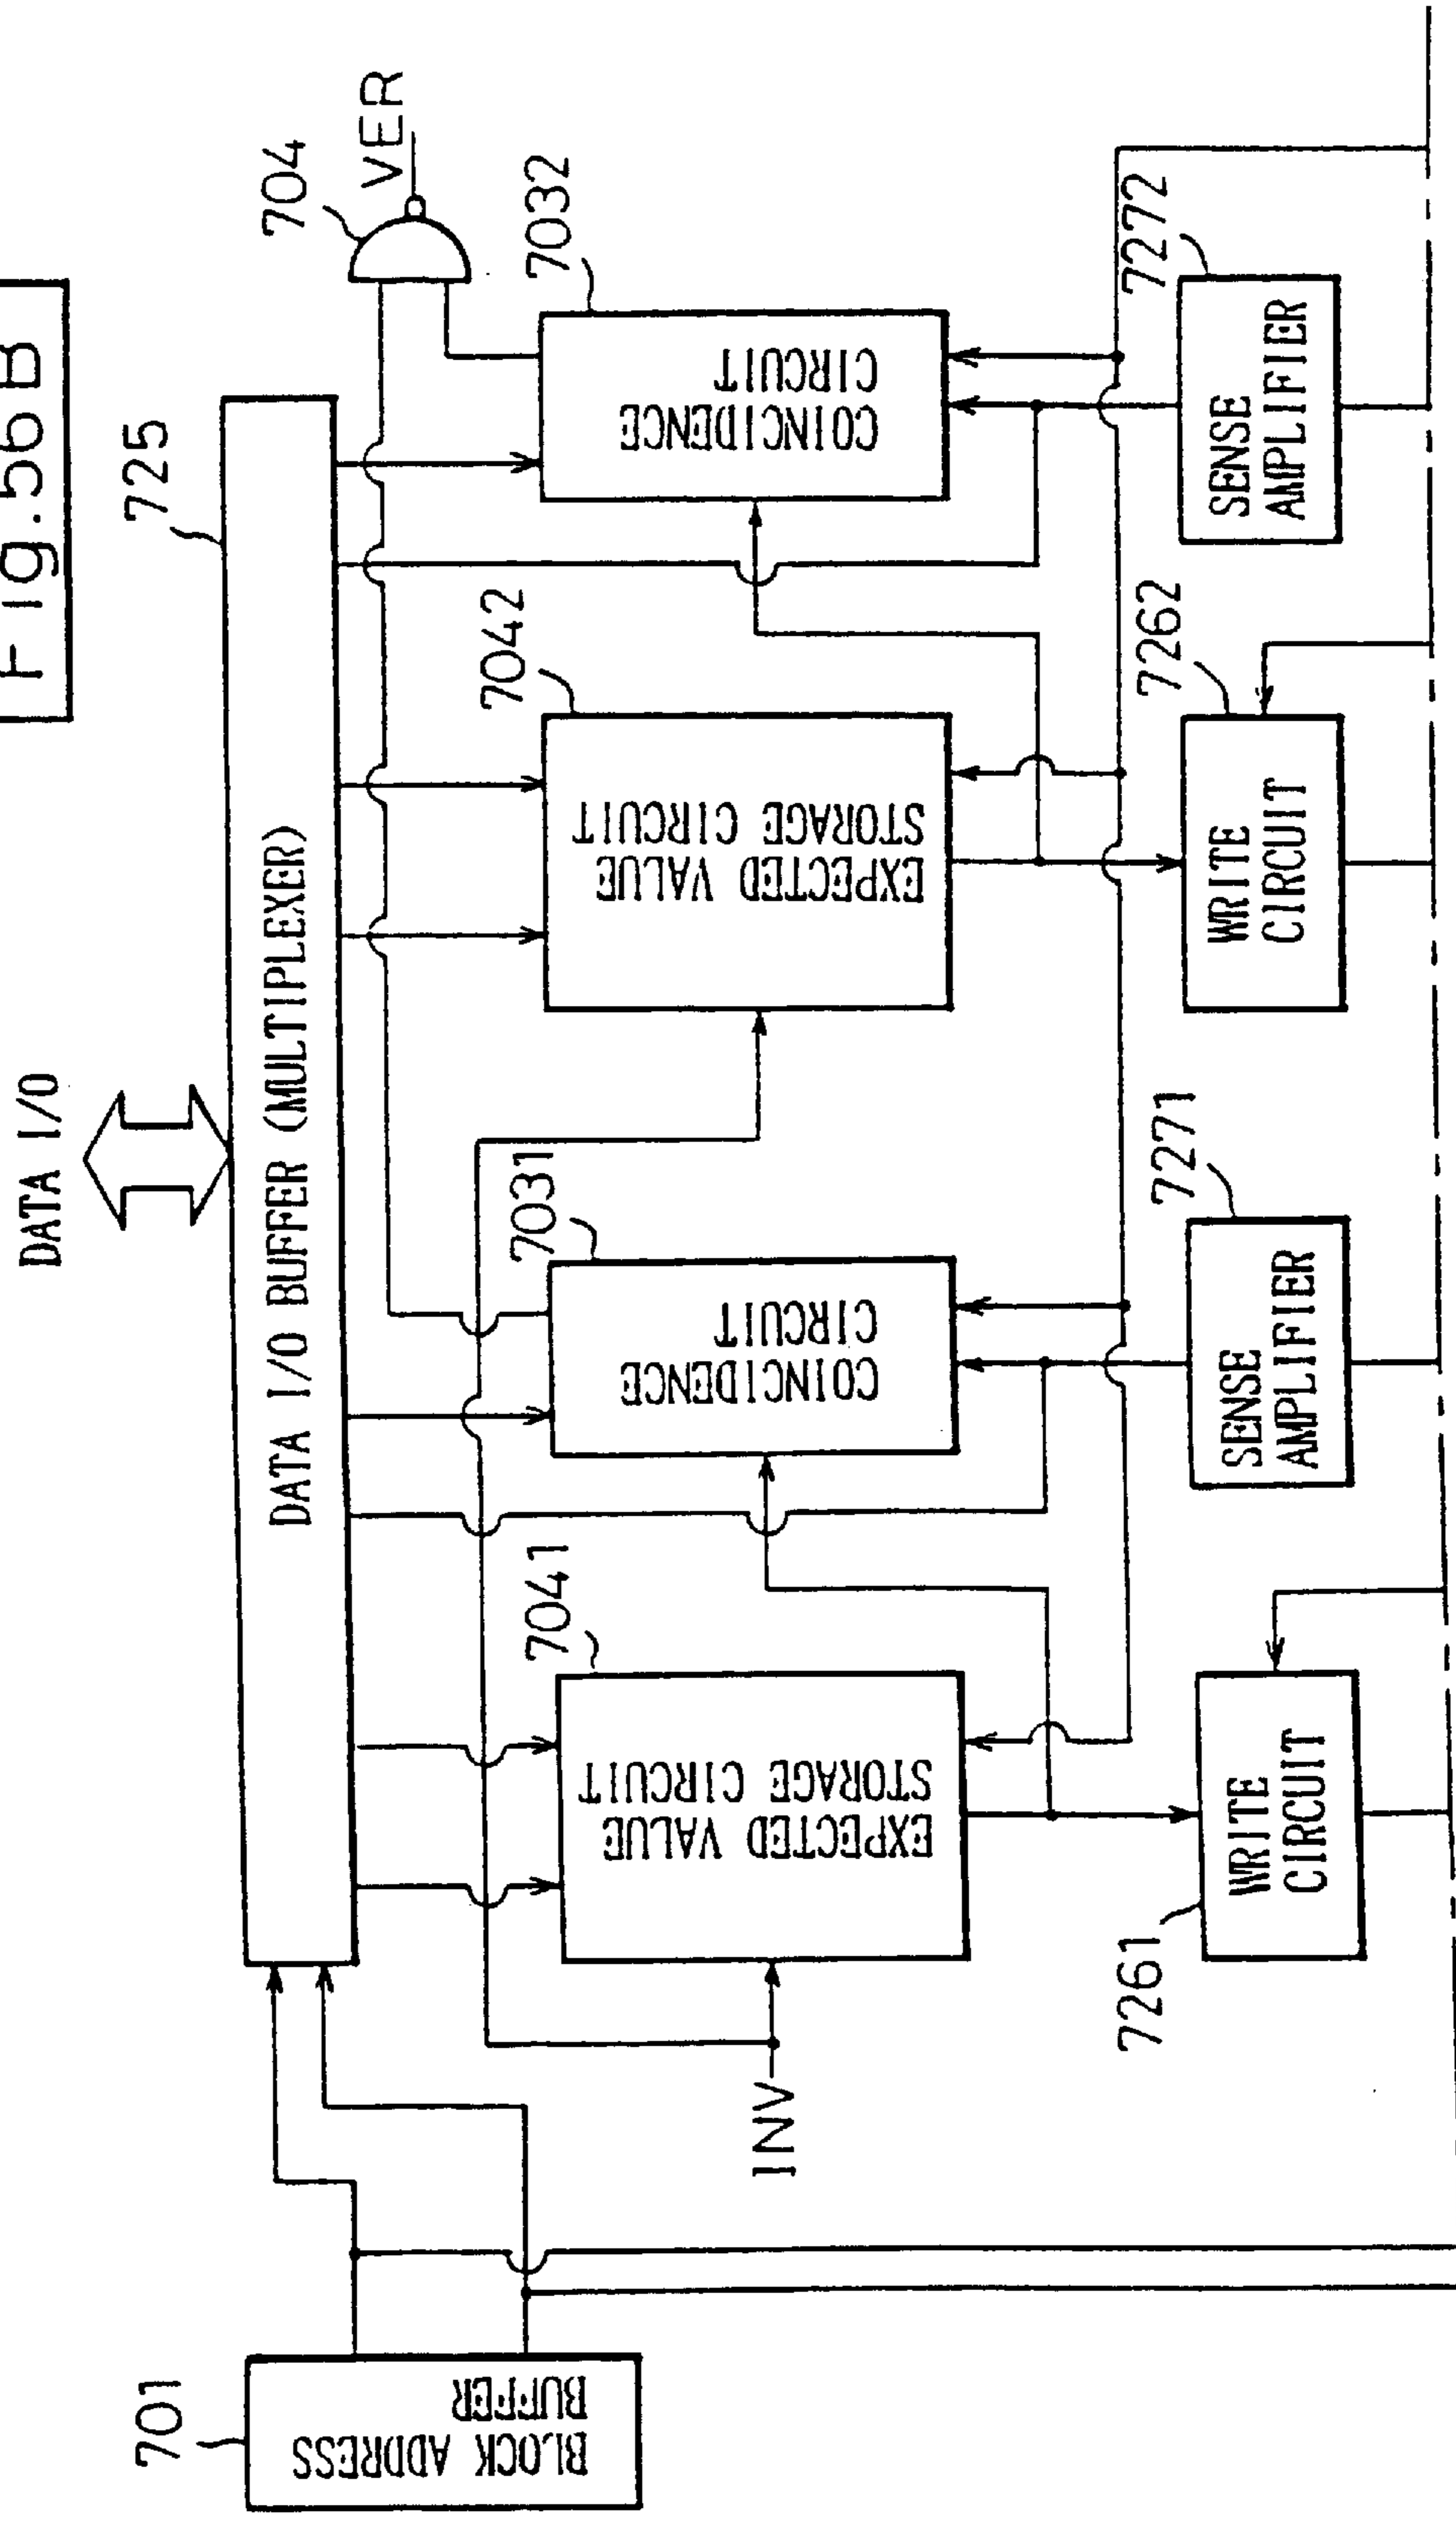 Fig.56B
DATA I/O
725
DATA I/O BUFFER (MULTIPLEXER)
704
VER
701
BLOCK ADDRESS
BUFFER
INV
7041
EXPECTED VALUE
STORAGE CIRCUIT
7031
COINCIDENCE
CIRCUIT
7042
EXPECTED VALUE
STORAGE CIRCUIT
7032
COINCIDENCE
CIRCUIT
7261
WRITE
CIRCUIT
7271
SENSE
AMPLIFIER
7262
WRITE
CIRCUIT
7272
SENSE
AMPLIFIER